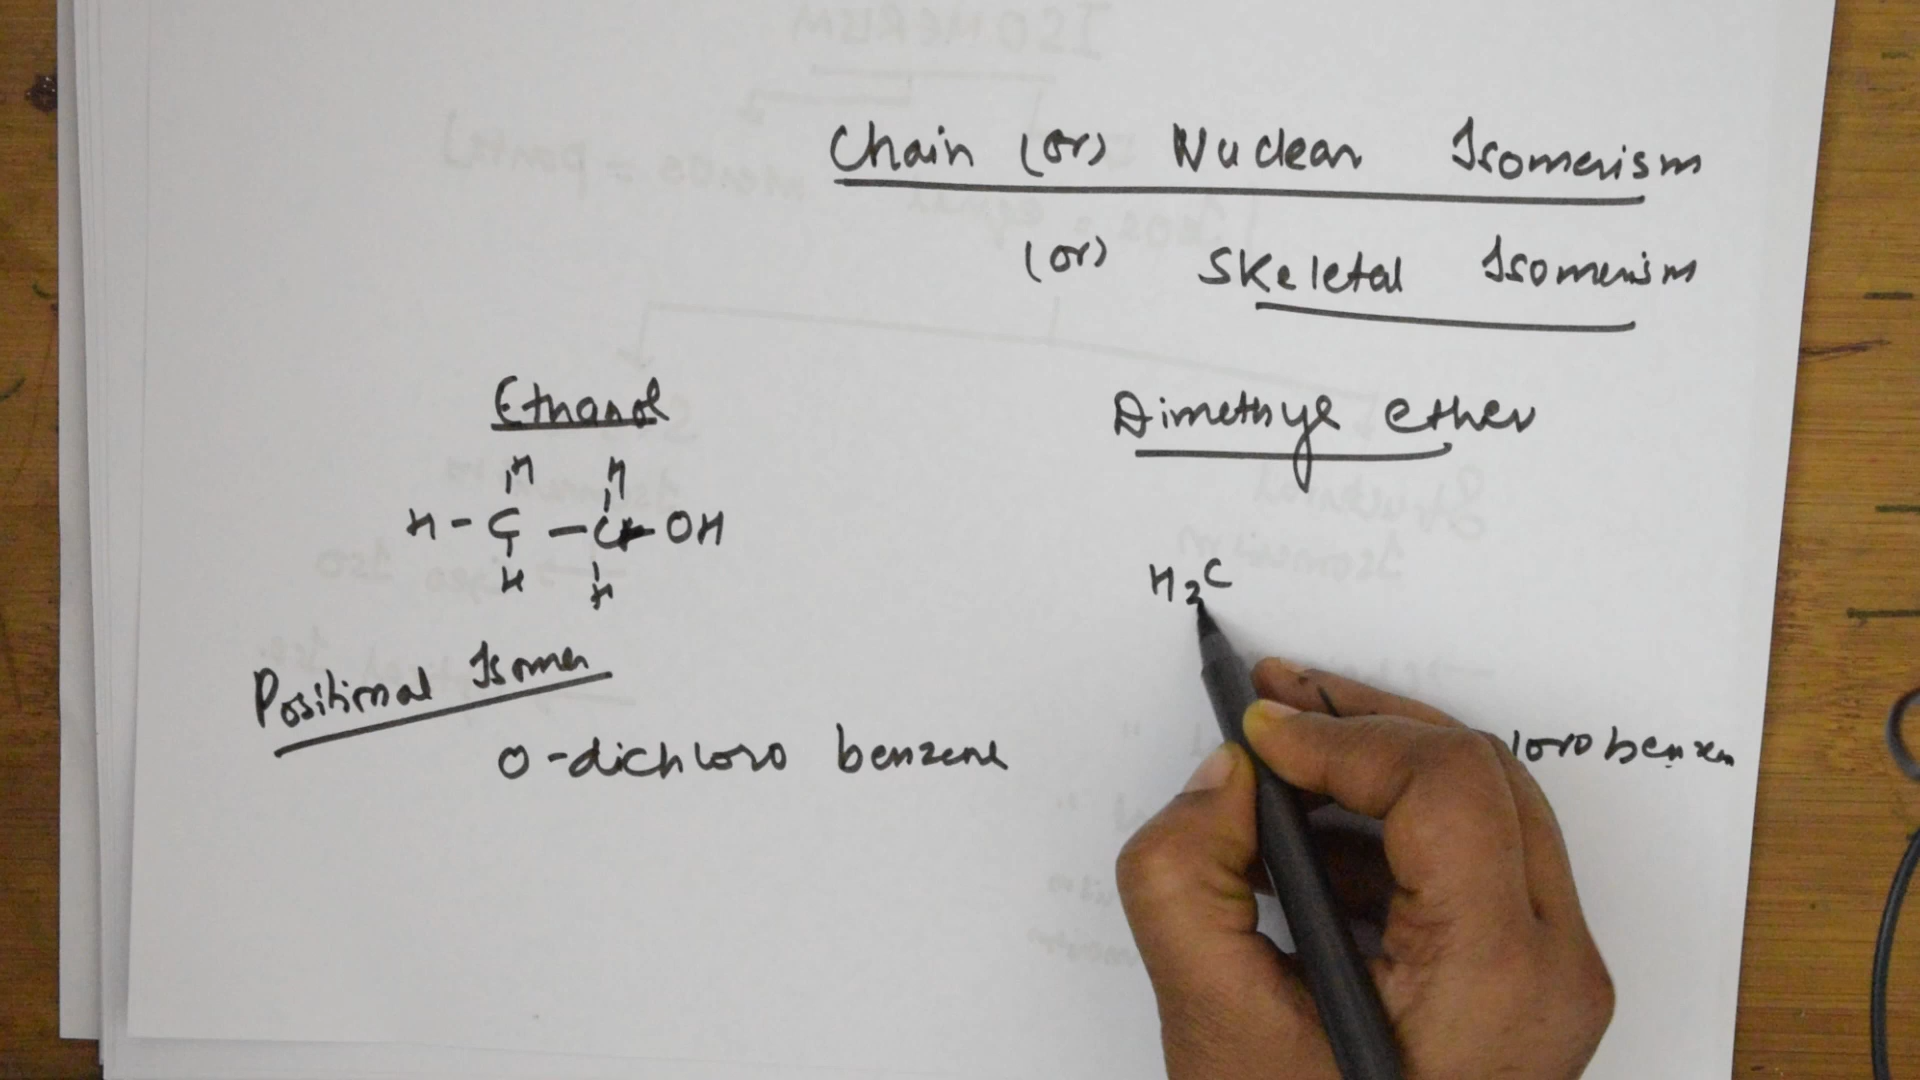 Chain (or) Nuclear Isomerism
(or) Skeletal Isomerism
Ethanol
Dimethyl ether
H H
H - C - C - OH
H H
H3C
Positional Isomer
O-dichloro benzene